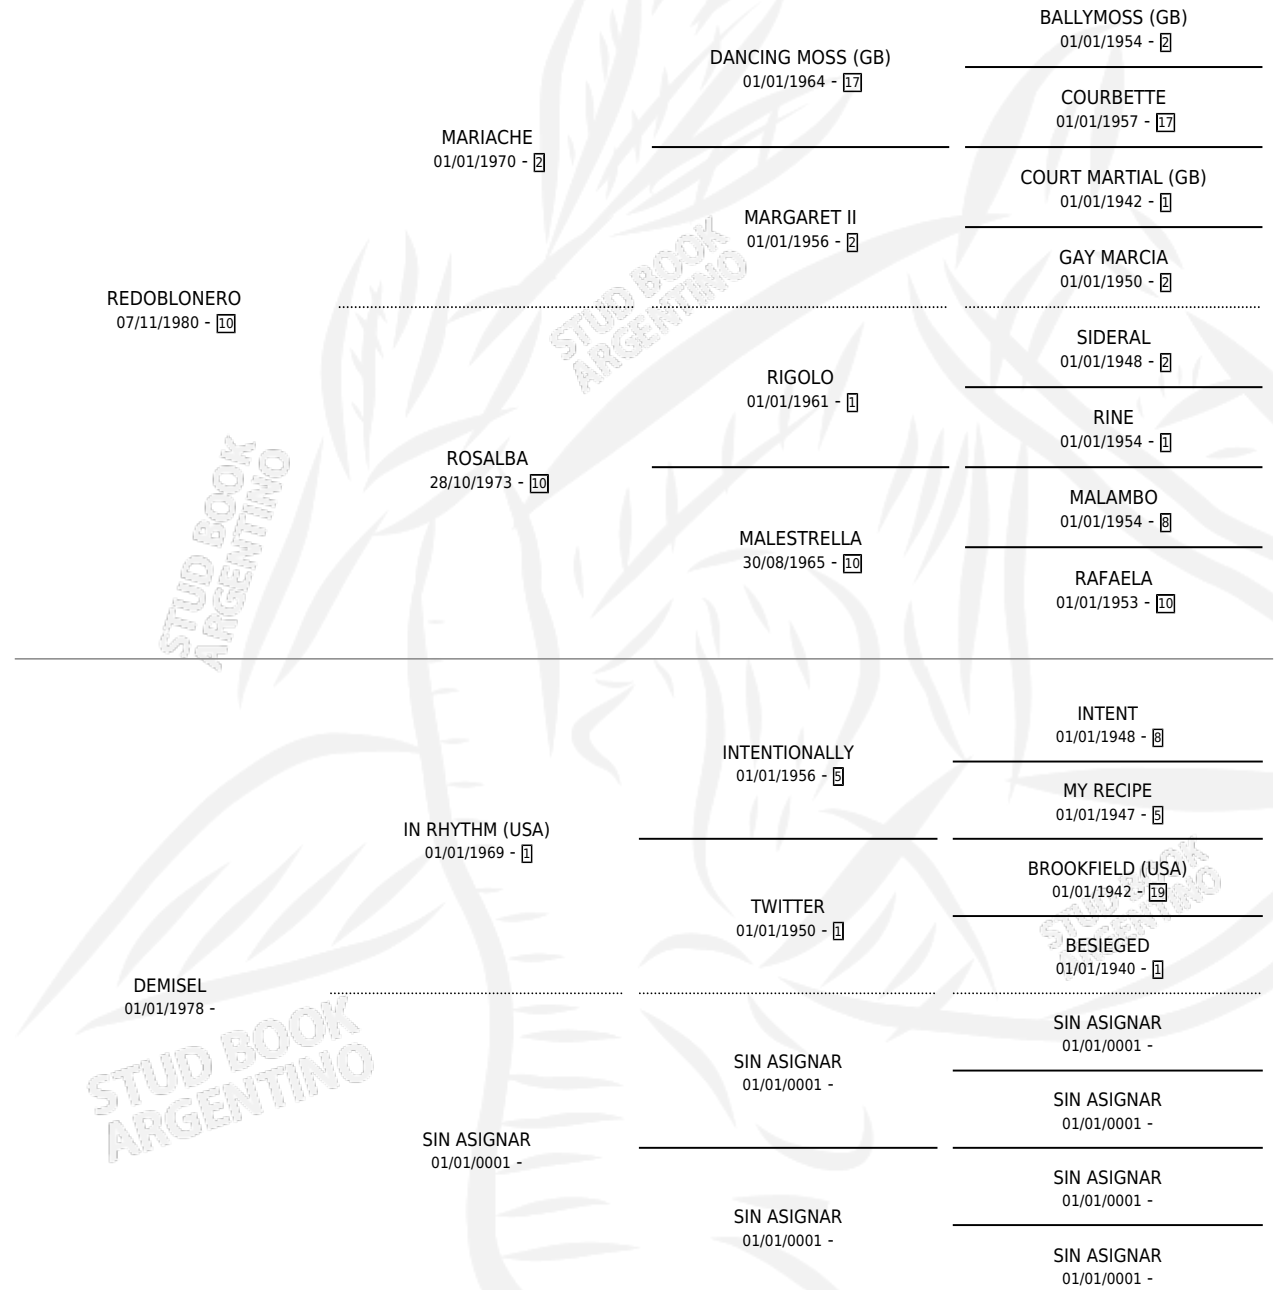 BALLYMOSS (GB)
01/01/1954 - 2
DANCING MOSS (GB)
01/01/1964 - 17
COURBETTE
01/01/1957 - 17
MARIACHE
01/01/1970 - 2
COURT MARTIAL (GB)
01/01/1942 - 1
MARGARET II
01/01/1956 - 2
GAY MARCIA
01/01/1950 - 2
REDOBLONERO
07/11/1980 - 10
STUD BOOK
ARGENTINO
SIDERAL
01/01/1948 - 2
RIGOLO
01/01/1961 - 1
RINE
01/01/1954 - 1
ROSALBA
28/10/1973 - 10
MALAMBO
01/01/1954 - 8
MALESTRELLA
30/08/1965 - 10
RAFAELA
01/01/1953 - 10
STUD BOOK
ARGENTINO
INTENT
01/01/1948 - 8
INTENTIONALLY
01/01/1956 - 5
MY RECIPE
01/01/1947 - 5
IN RHYTHM (USA)
01/01/1969 - 1
BROOKFIELD (USA)
01/01/1942 - 19
TWITTER
01/01/1950 - 1
BESIEGED
01/01/1940 - 1
STUD BOOK
ARGENTINO
DEMISEL
01/01/1978 -
SIN ASIGNAR
01/01/0001 -
SIN ASIGNAR
01/01/0001 -
SIN ASIGNAR
01/01/0001 -
STUD BOOK
ARGENTINO
SIN ASIGNAR
01/01/0001 -
SIN ASIGNAR
01/01/0001 -
SIN ASIGNAR
01/01/0001 -
SIN ASIGNAR
01/01/0001 -